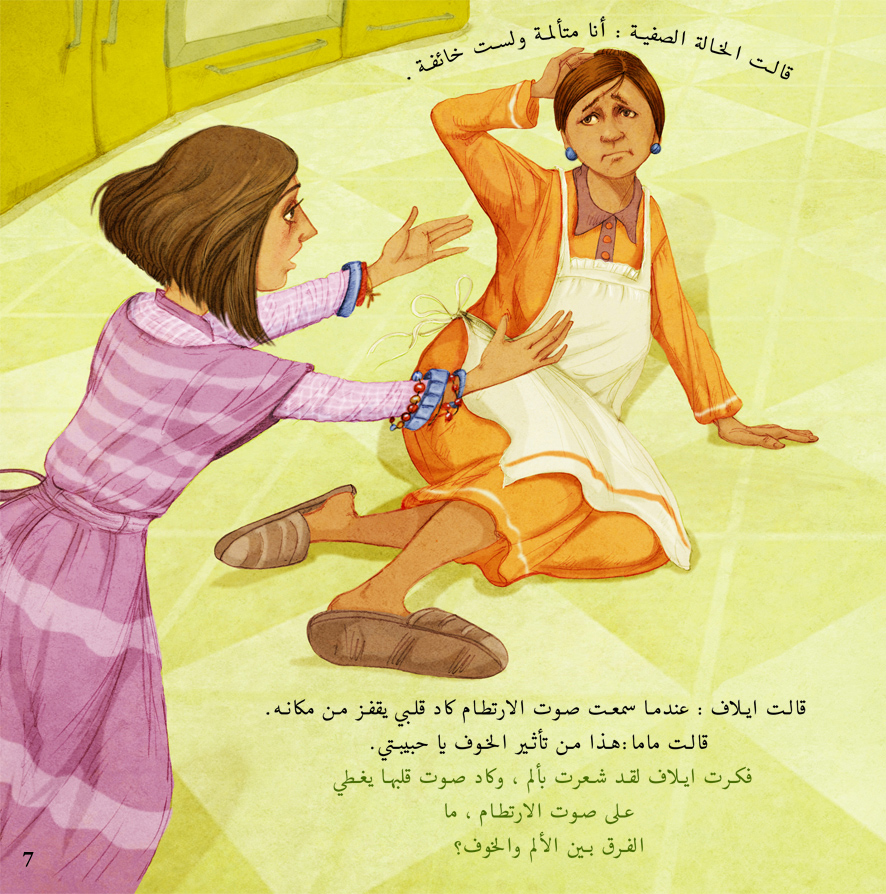 قالت الخالة الصفية : أنا متألمة ولست خائفة .
قالت ايلاف : عندما سمعت صوت الارتطام كاد قلبي يقفز من مكانه.
قالت ماما:هذا من تأثير الخوف يا حبيبتي.
فكرت ايلاف لقد شعرت بألم ، وكاد صوت قلبها يغطي
على صوت الارتطام ، ما
الفرق بين الألم والخوف؟
7